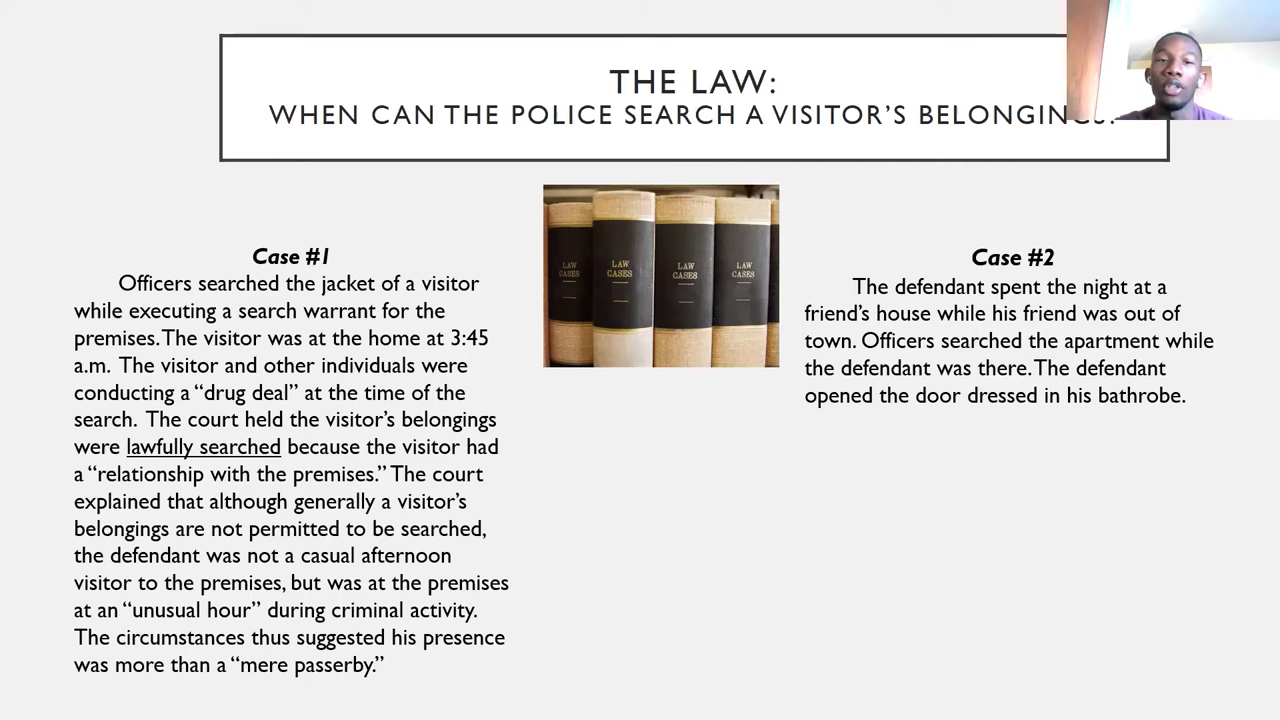 THE LAW:
WHEN CAN THE POLICE SEARCH A VISITOR'S BELONGINGS?
Case #1
Officers searched the jacket of a visitor
while executing a search warrant for the
premises. The visitor was at the home at 3:45
a.m. The visitor and other individuals were
conducting a “drug deal” at the time of the
search. The court held the visitor's belongings
were lawfully searched because the visitor had
a “relationship with the premises.” The court
explained that although generally a visitor's
belongings are not permitted to be searched,
the defendant was not a casual afternoon
visitor to the premises, but was at the premises
at an “unusual hour” during criminal activity.
The circumstances thus suggested his presence
was more than a “mere passerby.”
LAW
CASES
LAW
CASES
LAW
CASES
LAW
CASES
Case #2
The defendant spent the night at a
friend's house while his friend was out of
town. Officers searched the apartment while
the defendant was there. The defendant
opened the door dressed in his bathrobe.